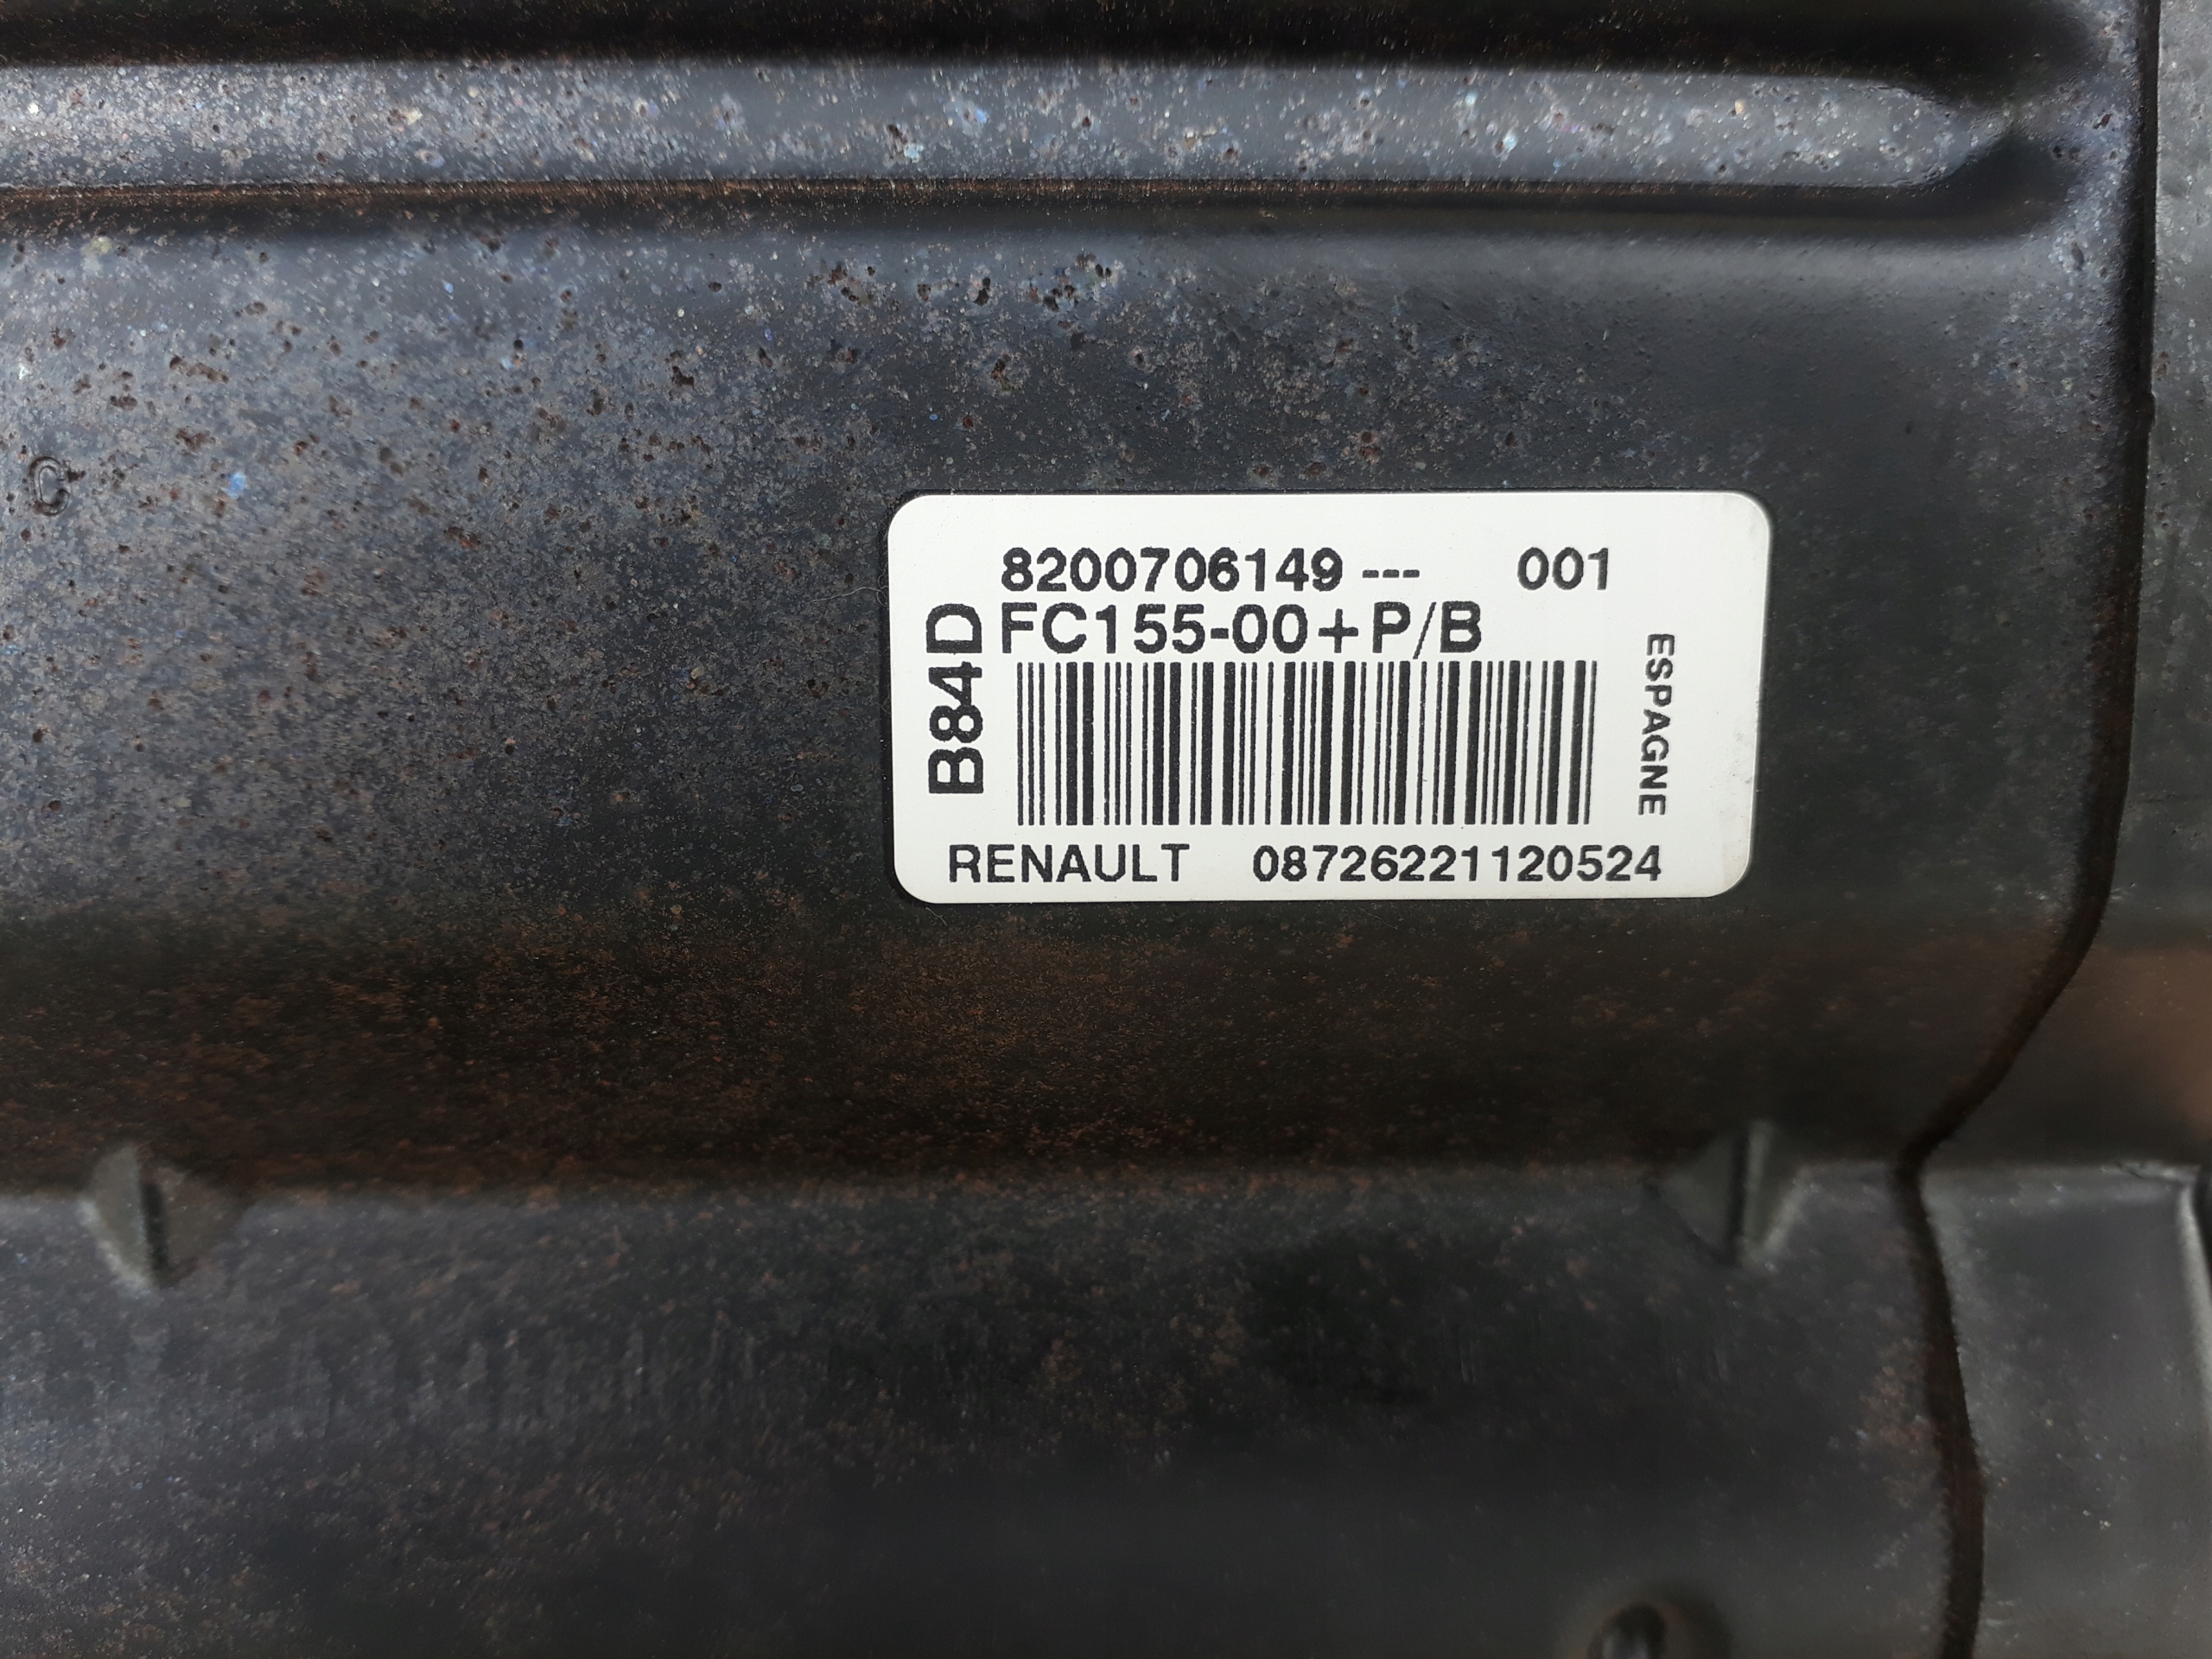 8200706149 --- 001
B84D
FC155-00+P/B
ESPAGNE
RENAULT 08726221120524
C